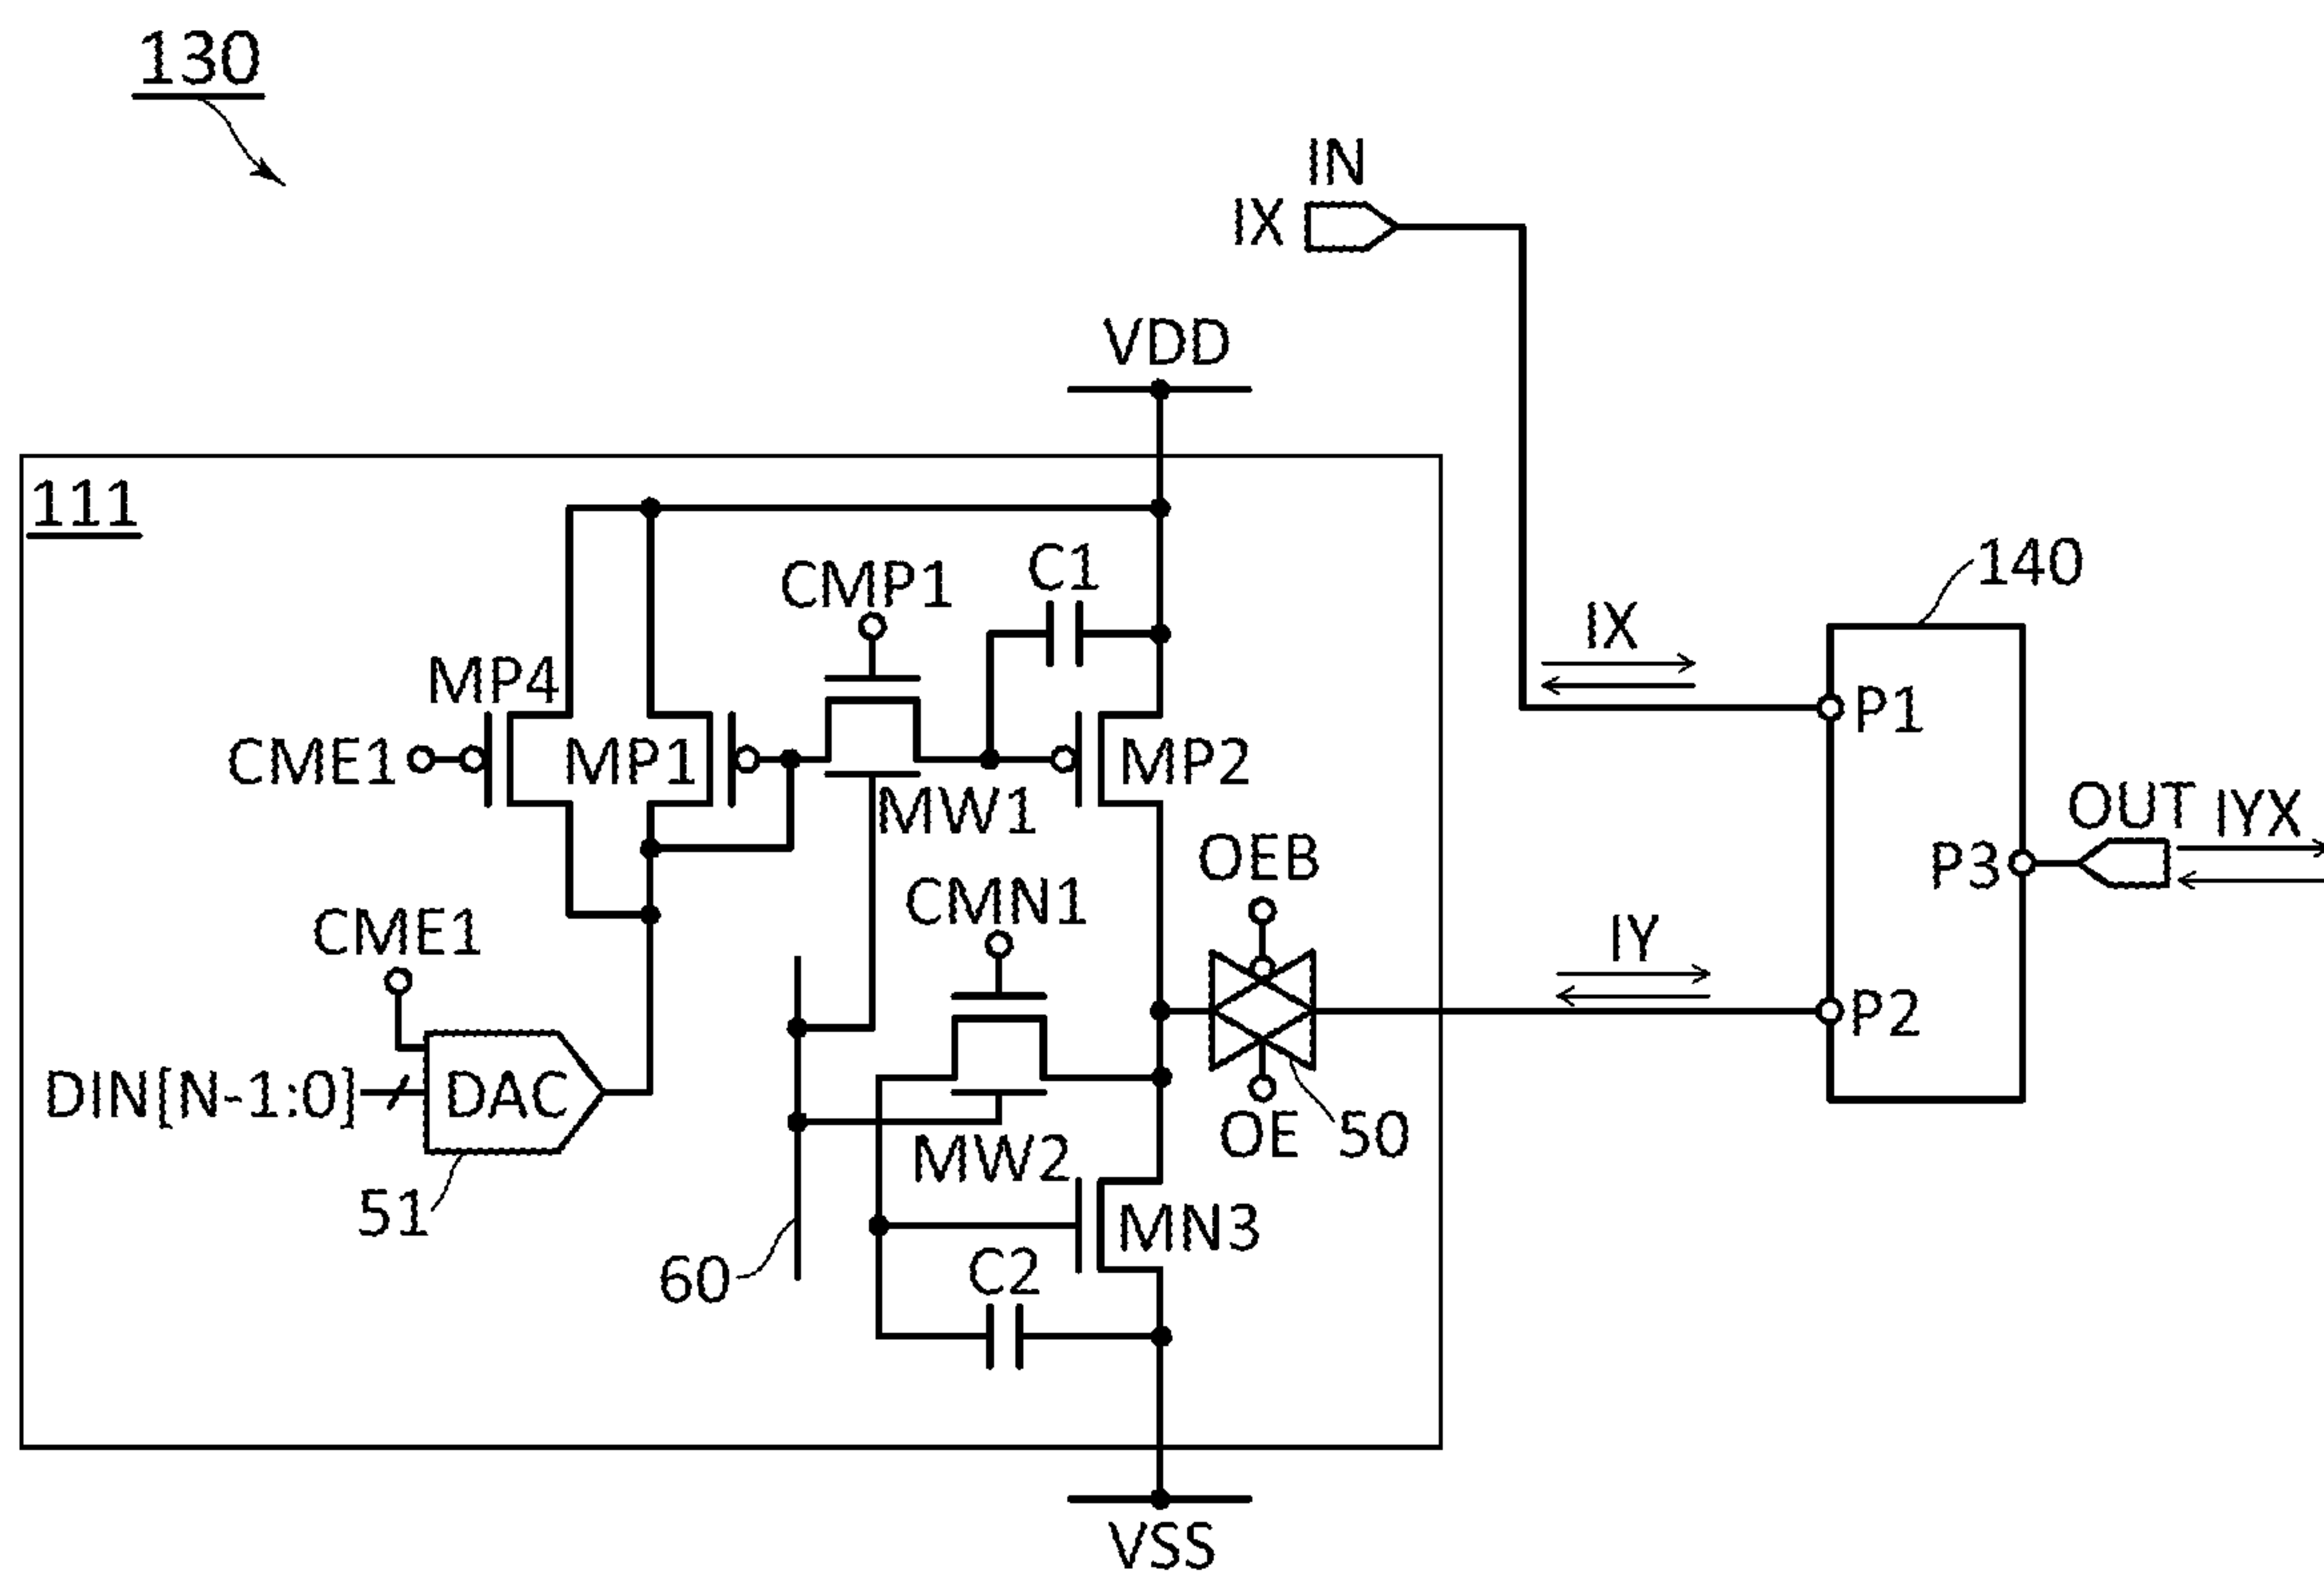 130
IN
IX
VDD
111
CMP1
C1
140
IX
MP4
P1
CME1
MP1
MP2
MW1
OUT
IYX
OEB
P3
CMN1
CME1
IY
P2
DIN[N-1:0]
DAC
OE
50
MW2
51
MN3
60
C2
VSS